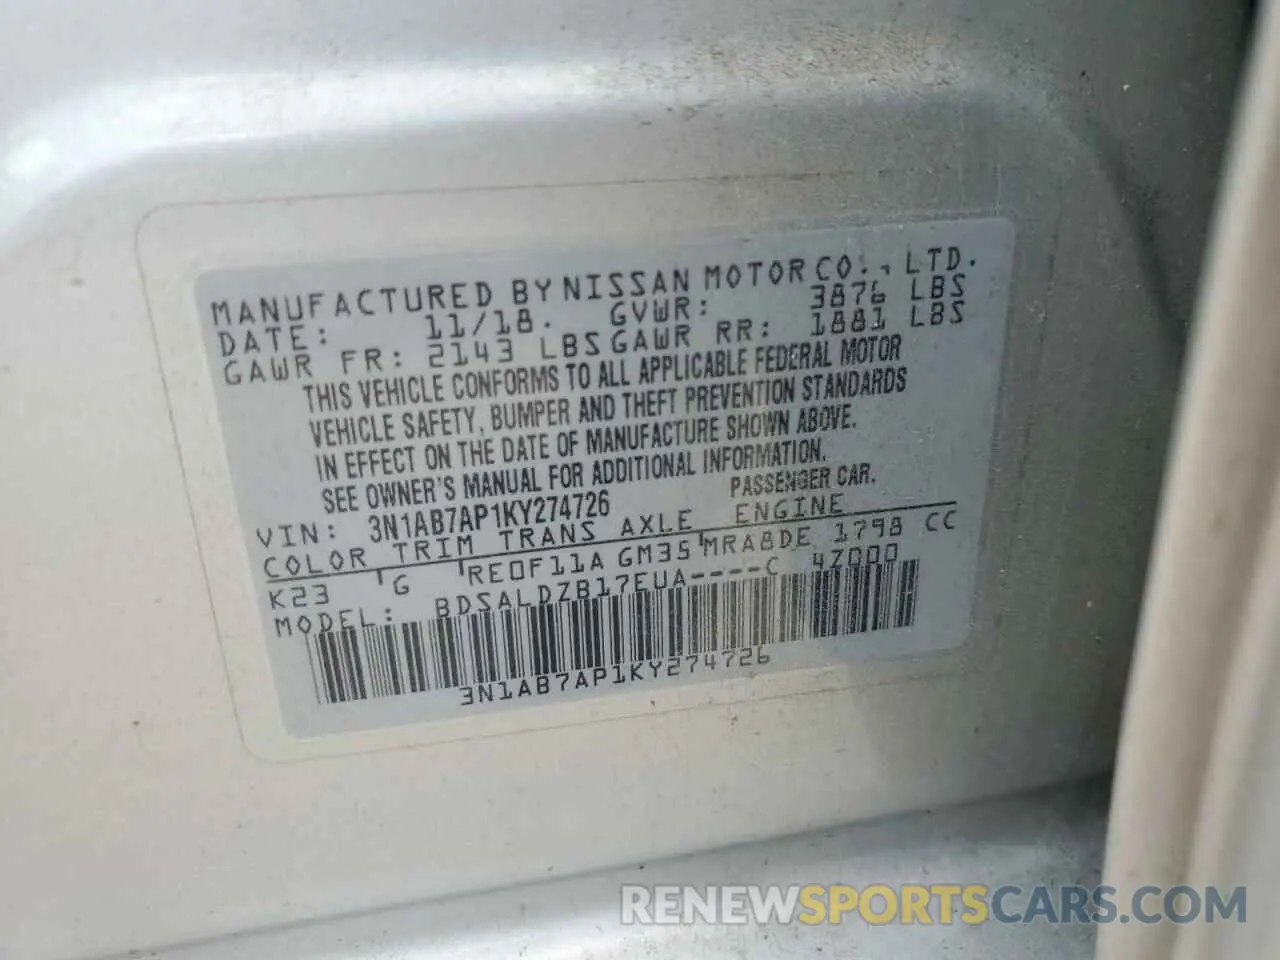 MANUFACTURED BY NISSAN MOTOR CO., LTD.
DATE: 11/18. GVWR: 3876 LBS
GAWR FR: 2143 LBS GAWR RR: 1881 LBS
THIS VEHICLE CONFORMS TO ALL APPLICABLE FEDERAL MOTOR
VEHICLE SAFETY, BUMPER AND THEFT PREVENTION STANDARDS
IN EFFECT ON THE DATE OF MANUFACTURE SHOWN ABOVE.
SEE OWNER'S MANUAL FOR ADDITIONAL INFORMATION.
VIN: 3N1AB7AP1KY274726 PASSENGER CAR.
COLOR TRIM TRANS AXLE ENGINE
K23 G RE0F11A GM35 MRA8DE 1798 CC
MODEL: BDSALDZB17EUA----C 4Z000
3N1AB7AP1KY274726
RENEWSPORTSCARS.COM